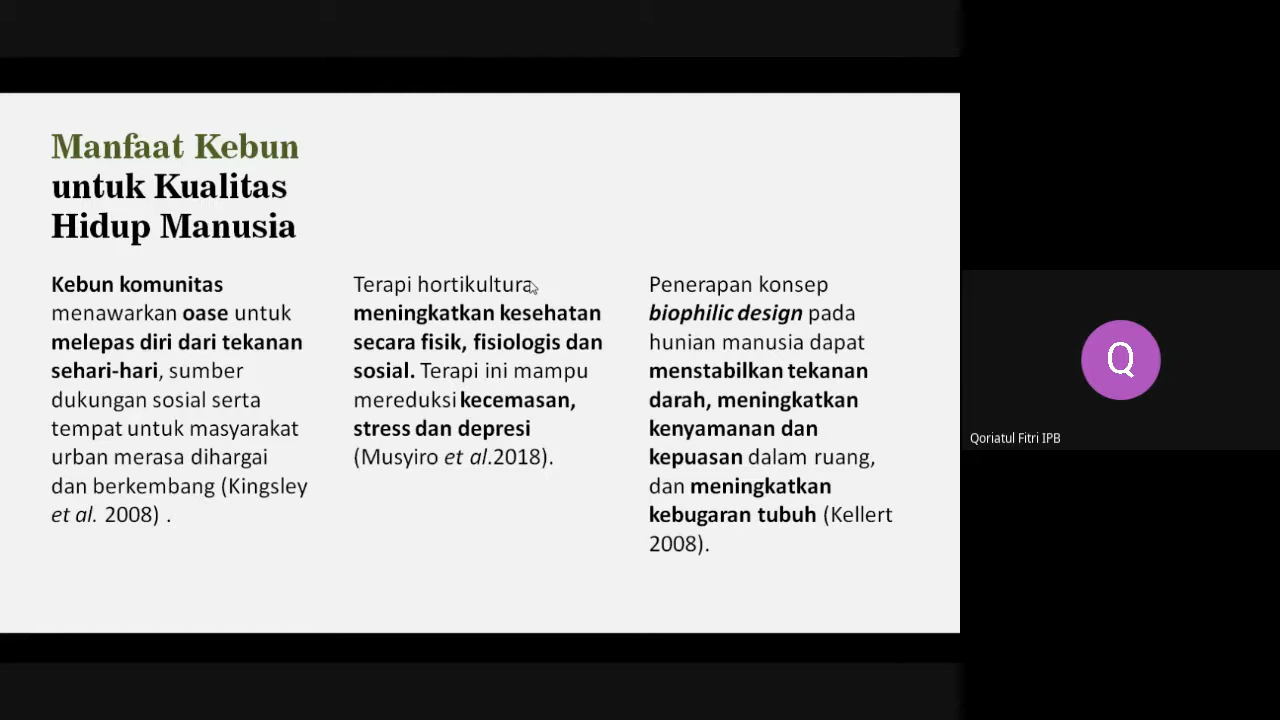 Manfaat Kebun
untuk Kualitas
Hidup Manusia
Kebun komunitas
menawarkan oase untuk
melepas diri dari tekanan
sehari-hari, sumber
dukungan sosial serta
tempat untuk masyarakat
urban merasa dihargai
dan berkembang (Kingsley
et al. 2008) .
Terapi hortikultura
meningkatkan kesehatan
secara fisik, fisiologis dan
sosial. Terapi ini mampu
mereduksi kecemasan,
stress dan depresi
(Musyiro et al.2018).
Penerapan konsep
biophilic design pada
hunian manusia dapat
menstabilkan tekanan
darah, meningkatkan
kenyamanan dan
kepuasan dalam ruang,
dan meningkatkan
kebugaran tubuh (Kellert
2008).
Q
Qoriatul Fitri IPB